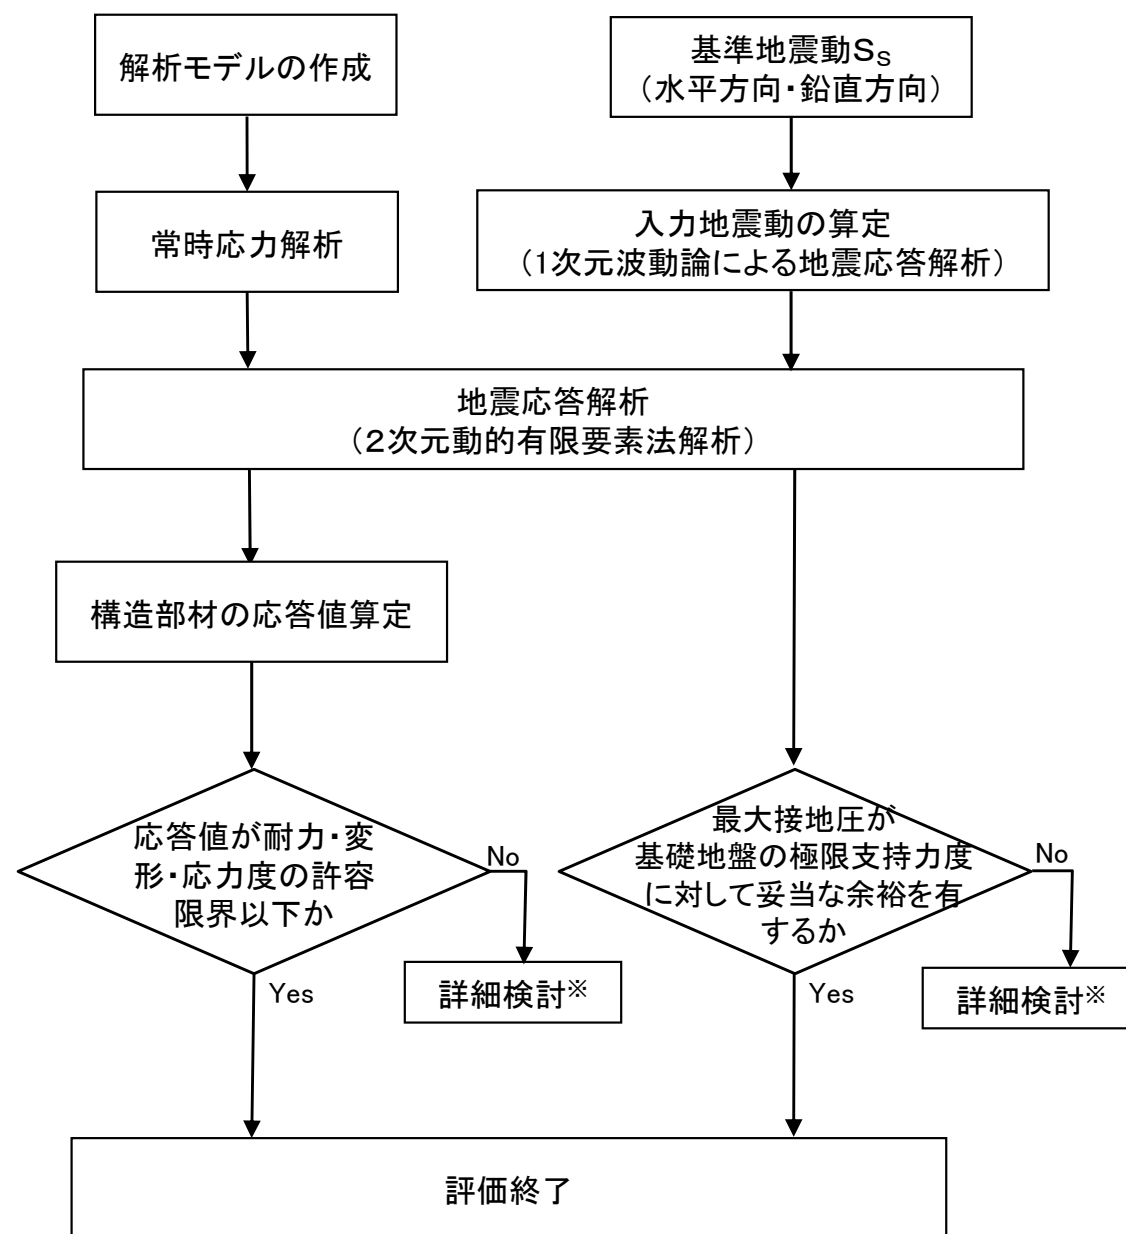 解析モデルの作成
基準地震動Ss
（水平方向・鉛直方向）
常時応力解析
入力地震動の算定
（1次元波動論による地震応答解析）
地震応答解析
（２次元動的有限要素法解析）
構造部材の応答値算定
応答値が耐力・変
形・応力度の許容
限界以下か
No
Yes
詳細検討※
最大接地圧が
基礎地盤の極限支持力度
に対して妥当な余裕を有
するか
No
Yes
詳細検討※
評価終了